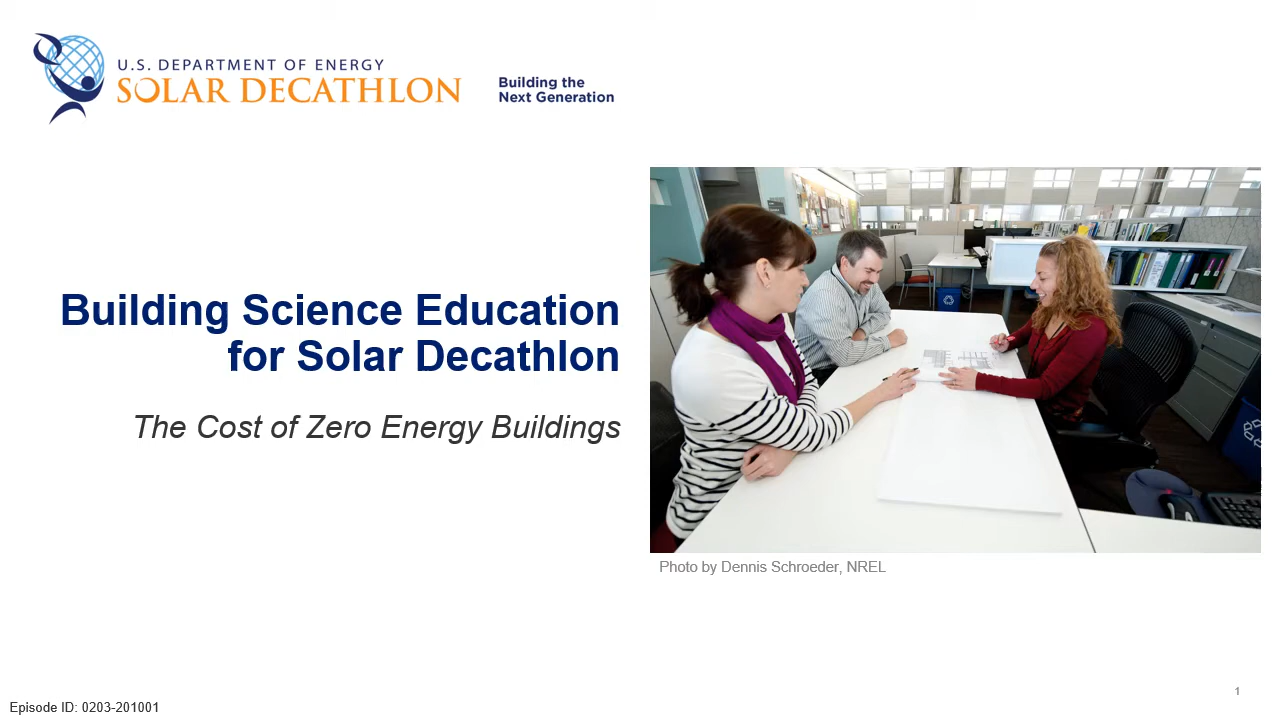 U.S. DEPARTMENT OF ENERGY
SOLAR DECATHLON
Building the
Next Generation
Building Science Education
for Solar Decathlon
The Cost of Zero Energy Buildings
Photo by Dennis Schroeder, NREL
1
Episode ID: 0203-201001